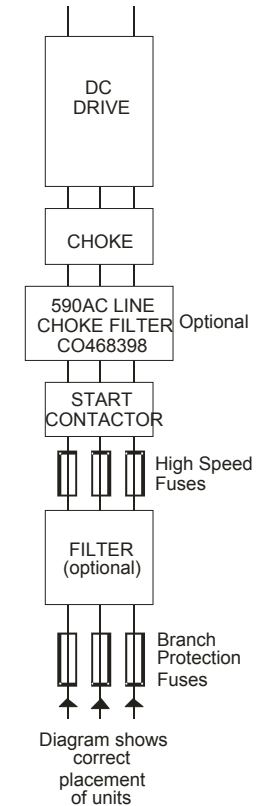 DC
DRIVE
CHOKE
590AC LINE
CHOKE FILTER
CO468398
Optional
START
CONTACTOR
High Speed
Fuses
FILTER
(optional)
Branch
Protection
Fuses
Diagram shows
correct
placement
of units